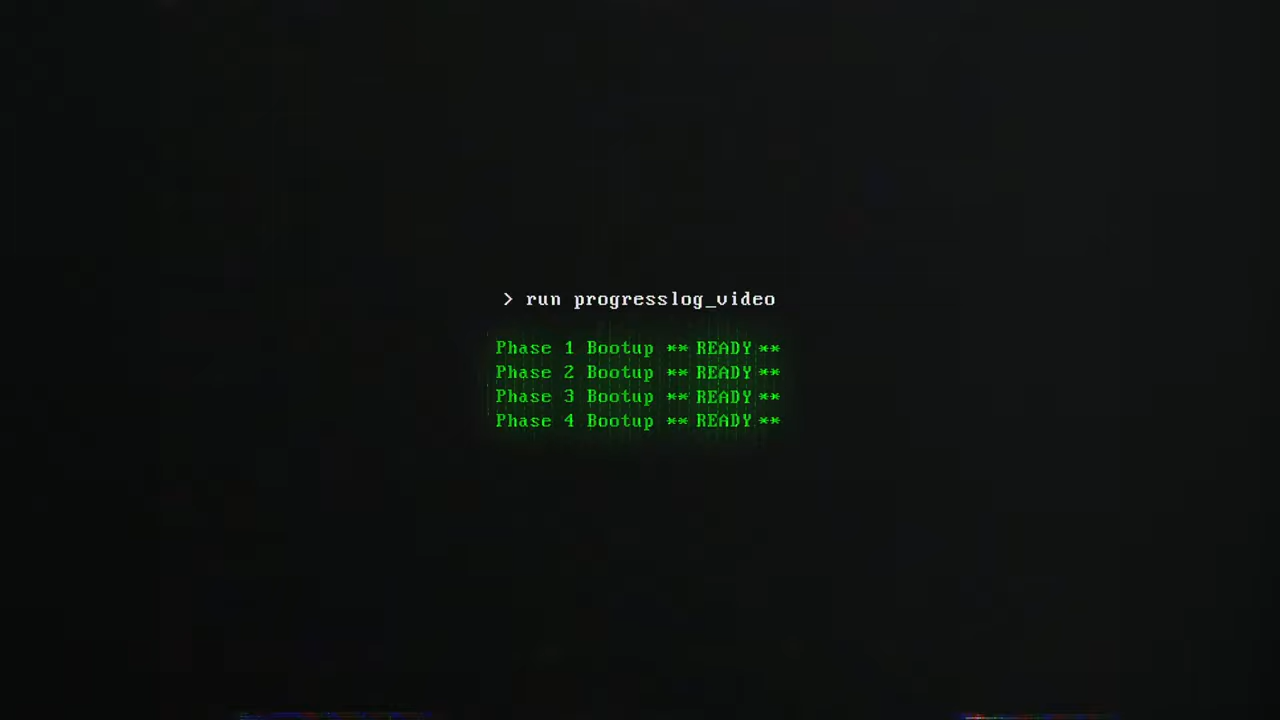 > run progresslog_video
Phase 1 Bootup ** READY **
Phase 2 Bootup ** READY **
Phase 3 Bootup ** READY **
Phase 4 Bootup ** READY **